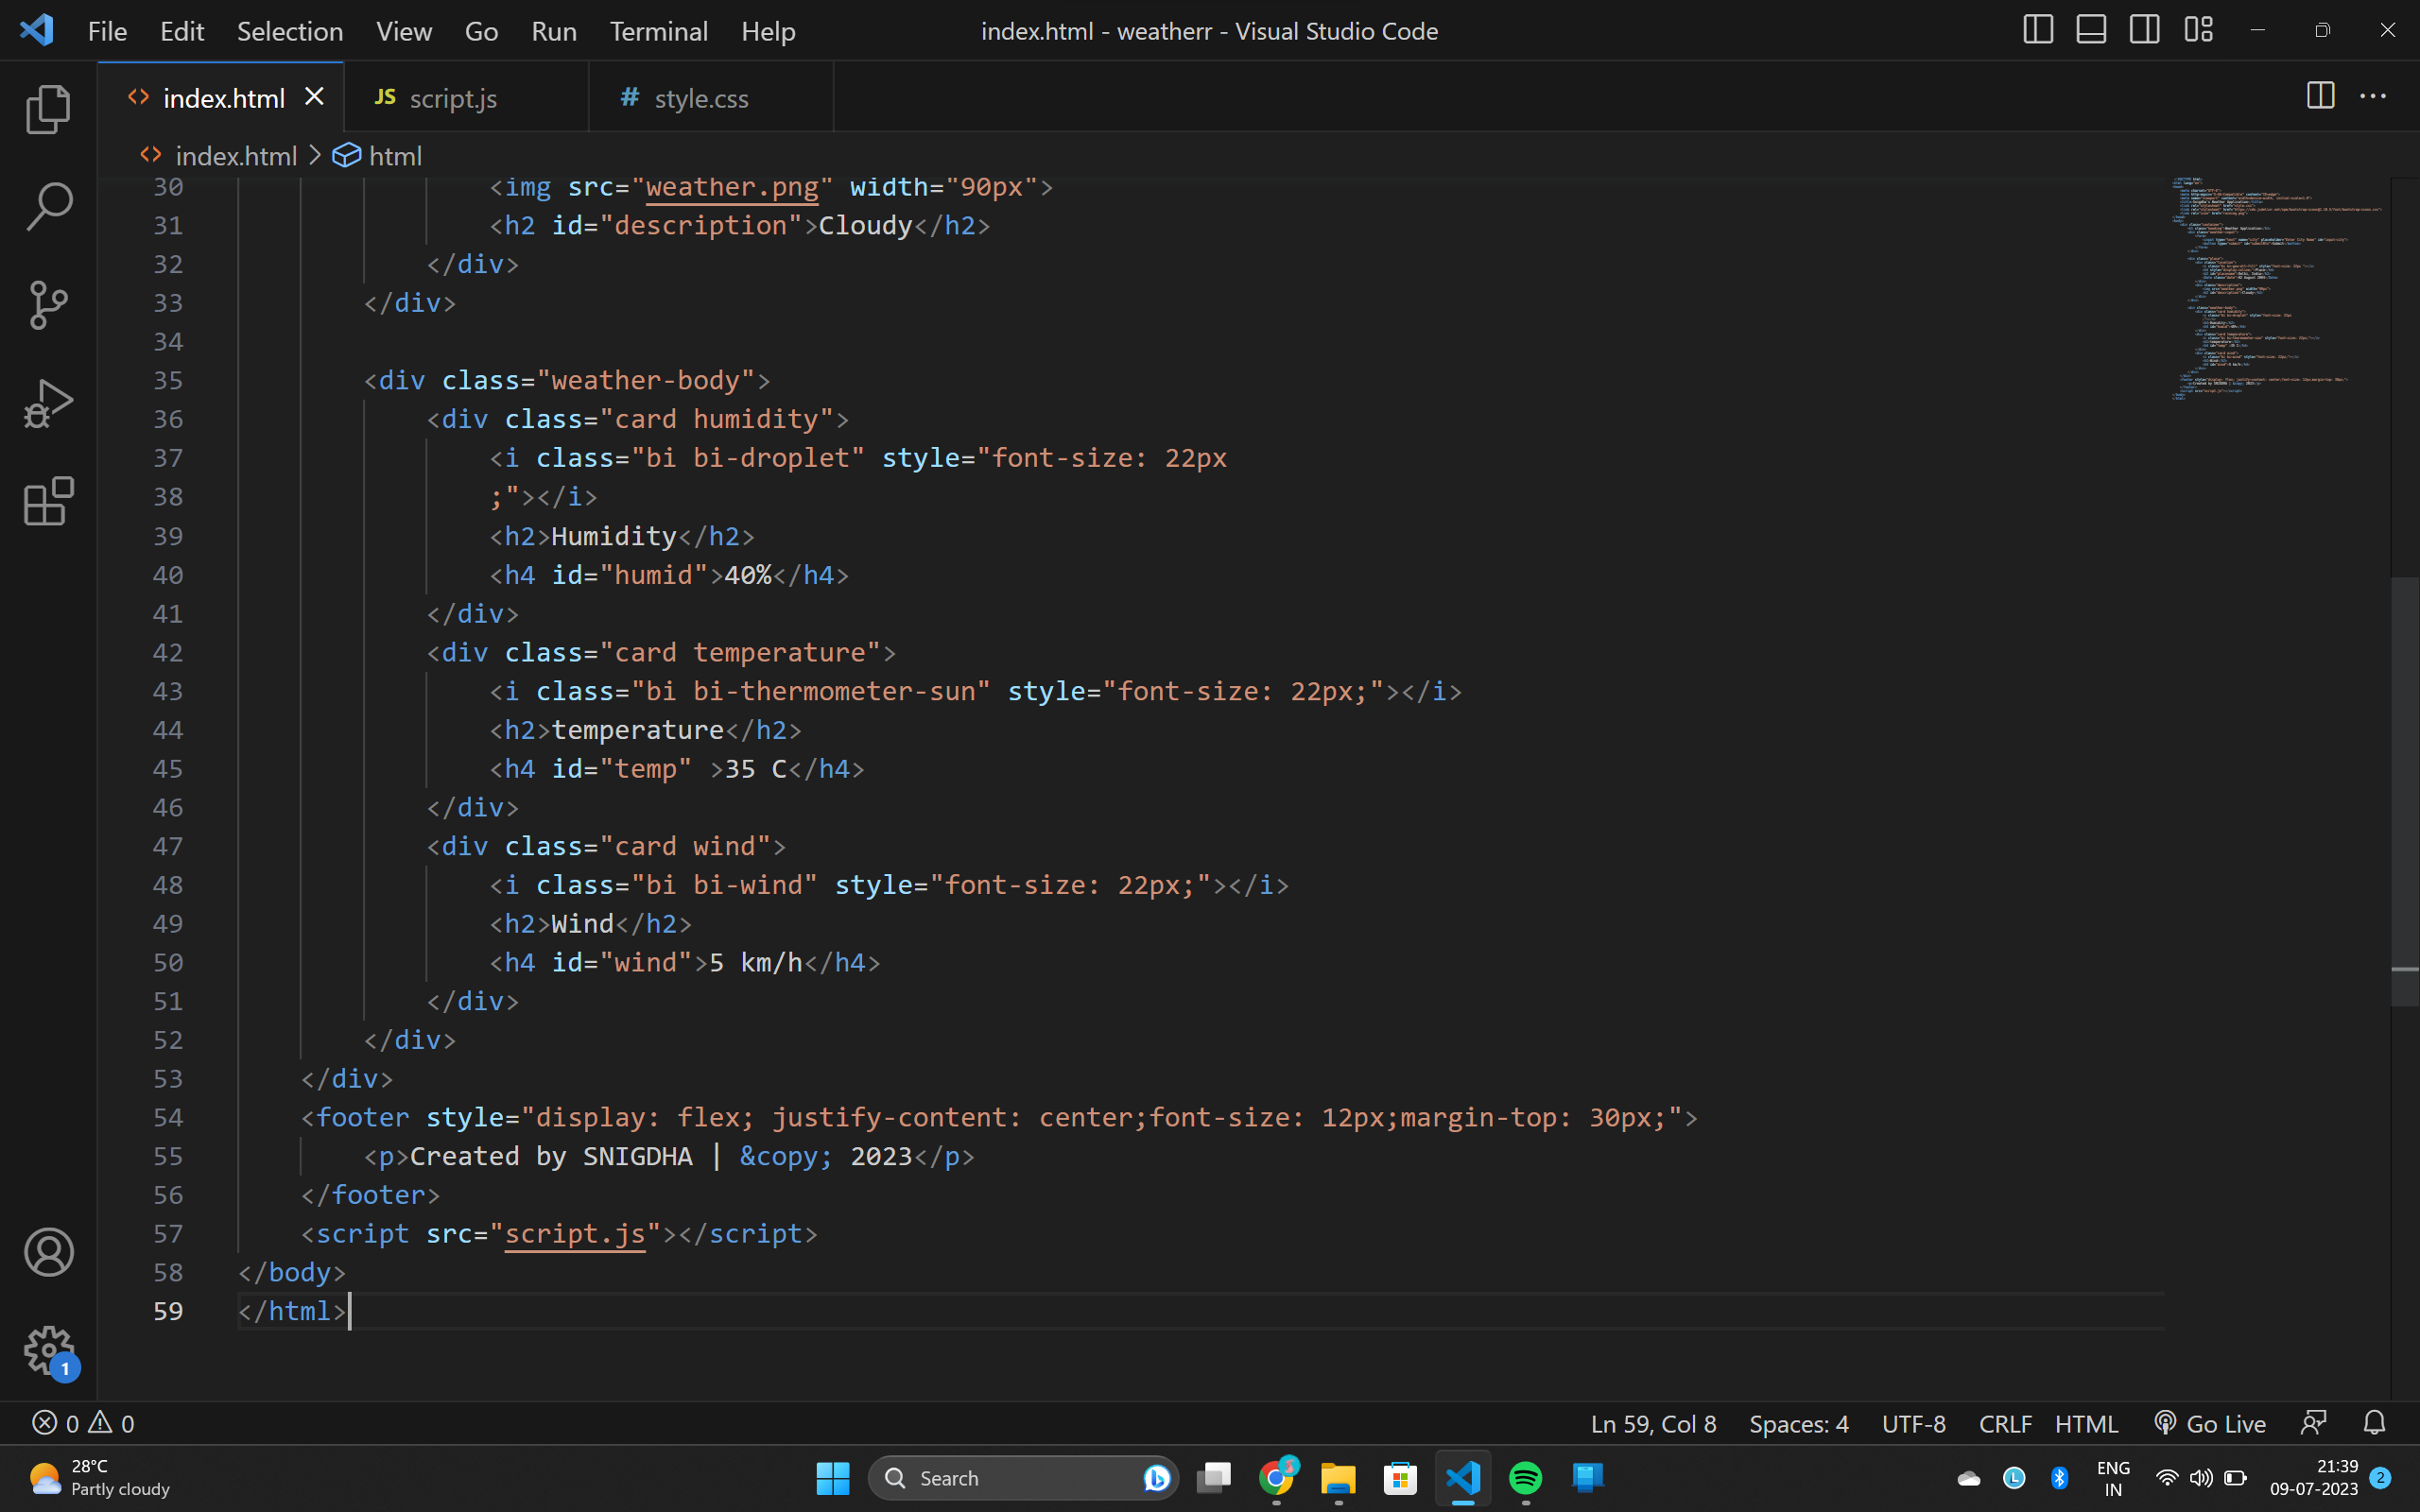 File Edit Selection View Go Run Terminal Help
index.html - weatherr - Visual Studio Code
index.html
JS script.js
# style.css
index.html > html
30 <img src="weather.png" width="90px">
31 <h2 id="description">Cloudy</h2>
32 </div>
33 </div>
34
35 <div class="weather-body">
36 <div class="card humidity">
37 <i class="bi bi-droplet" style="font-size: 22px
38 ;"></i>
39 <h2>Humidity</h2>
40 <h4 id="humid">40%</h4>
41 </div>
42 <div class="card temperature">
43 <i class="bi bi-thermometer-sun" style="font-size: 22px;"></i>
44 <h2>temperature</h2>
45 <h4 id="temp" >35 C</h4>
46 </div>
47 <div class="card wind">
48 <i class="bi bi-wind" style="font-size: 22px;"></i>
49 <h2>Wind</h2>
50 <h4 id="wind">5 km/h</h4>
51 </div>
52 </div>
53 </div>
54 <footer style="display: flex; justify-content: center;font-size: 12px;margin-top: 30px;">
55 <p>Created by SNIGDHA | &copy; 2023</p>
56 </footer>
57 <script src="script.js"></script>
58 </body>
59 </html>
1
0 0
Ln 59, Col 8 Spaces: 4 UTF-8 CRLF HTML Go Live
28°C
Partly cloudy
Search
L
ENG
IN
21:39
09-07-2023
2